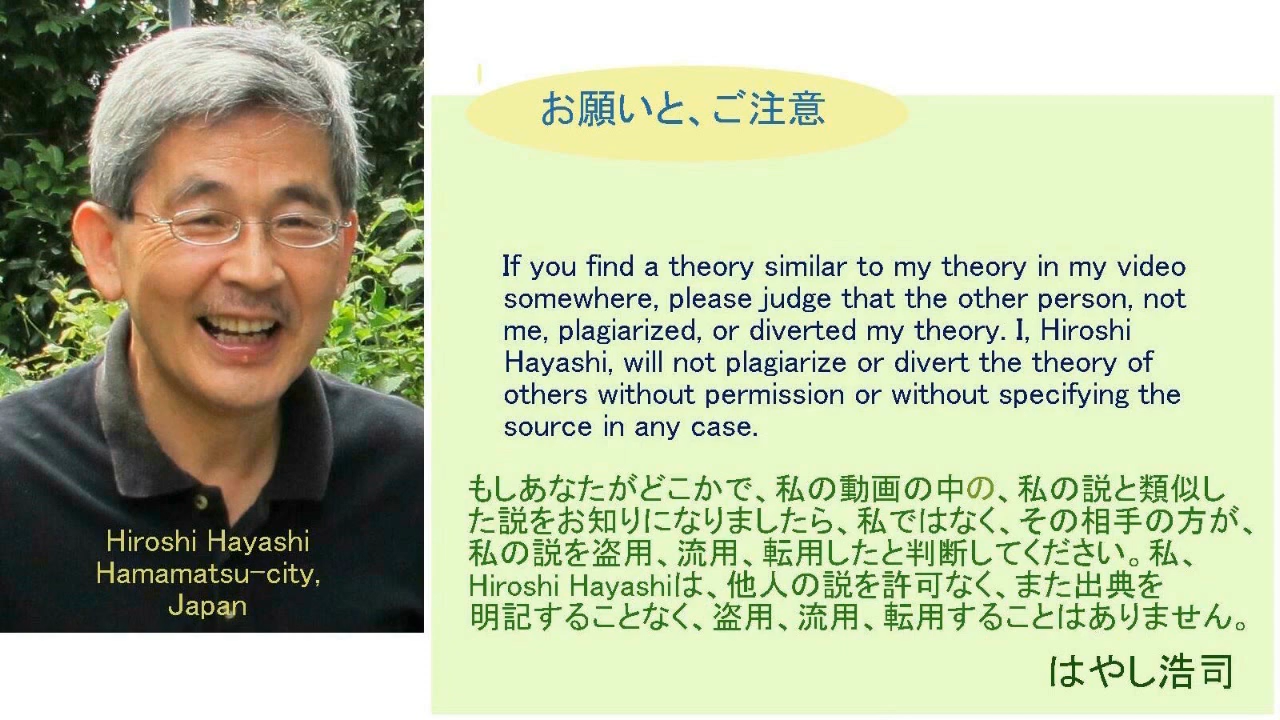 Hiroshi Hayashi
Hamamatsu-city,
Japan
お願いと、ご注意
If you find a theory similar to my theory in my video
somewhere, please judge that the other person, not
me, plagiarized, or diverted my theory. I, Hiroshi
Hayashi, will not plagiarize or divert the theory of
others without permission or without specifying the
source in any case.
もしあなたがどこかで、私の動画の中の、私の説と類似し
た説をお知りになりましたら、私ではなく、その相手の方が、
私の説を盗用、流用、転用したと判断してください。私、
Hiroshi Hayashiは、他人の説を許可なく、また出典を
明記することなく、盗用、流用、転用することはありません。
はやし浩司